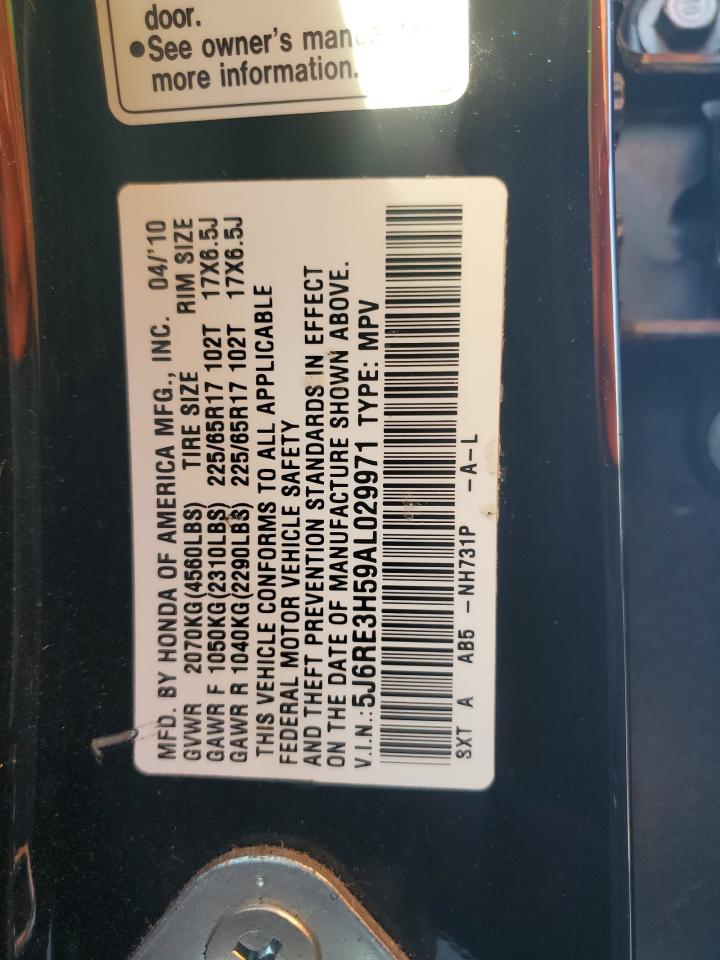 door.
●See owner's manual for
more information.
MFD. BY HONDA OF AMERICA MFG., INC. 04/'10
GVWR 2070KG(4560LBS) TIRE SIZE RIM SIZE
GAWR F 1050KG(2310LBS) 225/65R17 102T 17X6.5J
GAWR R 1040KG(2290LBS) 225/65R17 102T 17X6.5J
THIS VEHICLE CONFORMS TO ALL APPLICABLE
FEDERAL MOTOR VEHICLE SAFETY
AND THEFT PREVENTION STANDARDS IN EFFECT
ON THE DATE OF MANUFACTURE SHOWN ABOVE.
V.I.N.:5J6RE3H59AL029971 TYPE: MPV
SXT A AB5 -NH731P -A-L